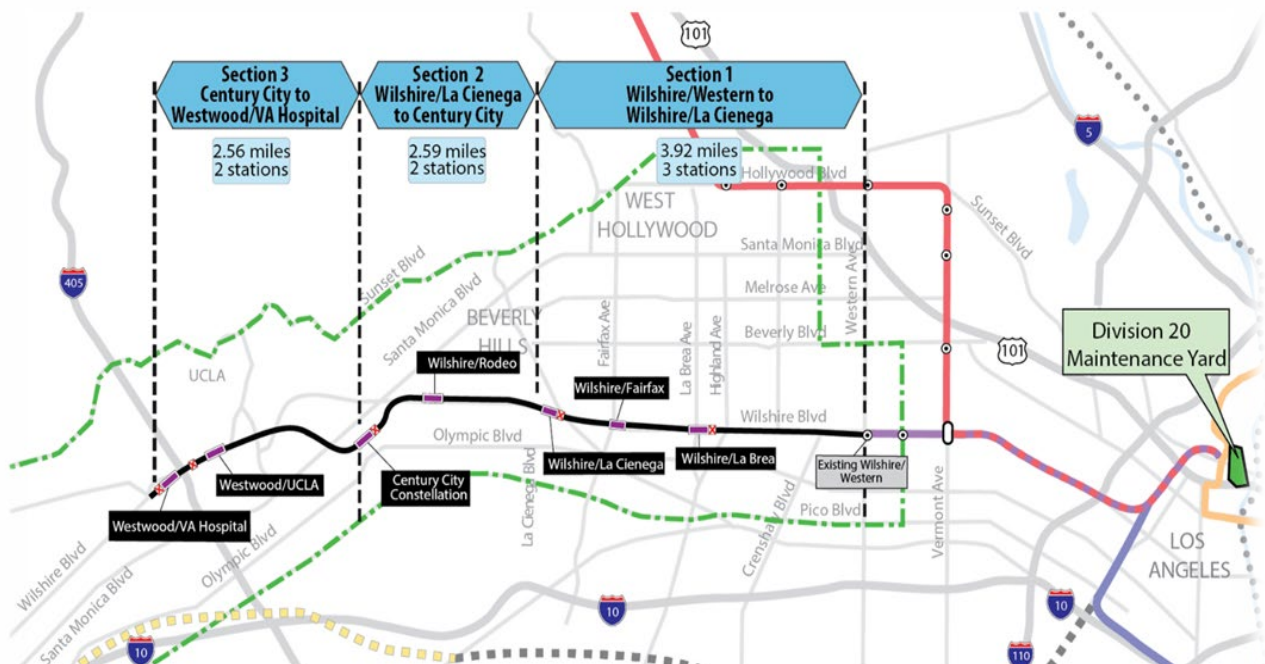 101
Section 3
Century City to
Westwood/VA Hospital
Section 2
Wilshire/La Cienega
to Century City
Section 1
Wilshire/Western to
Wilshire/La Cienega
2.56 miles
2 stations
2.59 miles
2 stations
3.92 miles
3 stations
5
Hollywood Blvd
WEST
HOLLYWOOD
Sunset Blvd
Santa Monica Blvd
Western Ave
405
Sunset Blvd
Santa Monica Blvd
Melrose Ave
BEVERLY
HILLS
Fairfax Ave
La Brea Ave
Highland Ave
Beverly Blvd
Division 20
Maintenance Yard
101
UCLA
Wilshire/Rodeo
Wilshire/Fairfax
Wilshire Blvd
Olympic Blvd
Wilshire/La Cienega
Wilshire/La Brea
Existing Wilshire/
Western
Westwood/UCLA
Century City
Constellation
La Cienega Blvd
Crenshaw Blvd
Pico Blvd
Vermont Ave
Westwood/VA Hospital
Wilshire Blvd
Santa Monica Blvd
Olympic Blvd
LOS
ANGELES
10
10
10
110